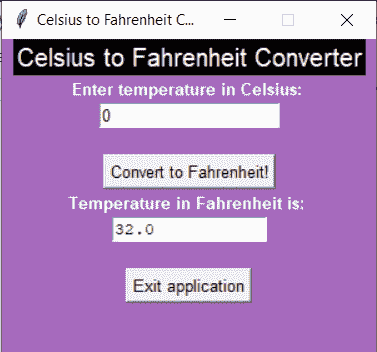 Celsius to Fahrenheit C...
Celsius to Fahrenheit Converter
Enter temperature in Celsius:
0
Convert to Fahrenheit!
Temperature in Fahrenheit is:
32.0
Exit application